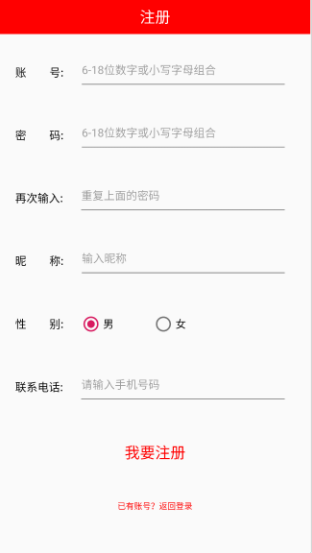 注册
账 号: 6-18位数字或小写字母组合
密 码: 6-18位数字或小写字母组合
再次输入: 重复上面的密码
昵 称: 输入昵称
性 别: 男 女
联系电话: 请输入手机号码
我要注册
已有账号？返回登录